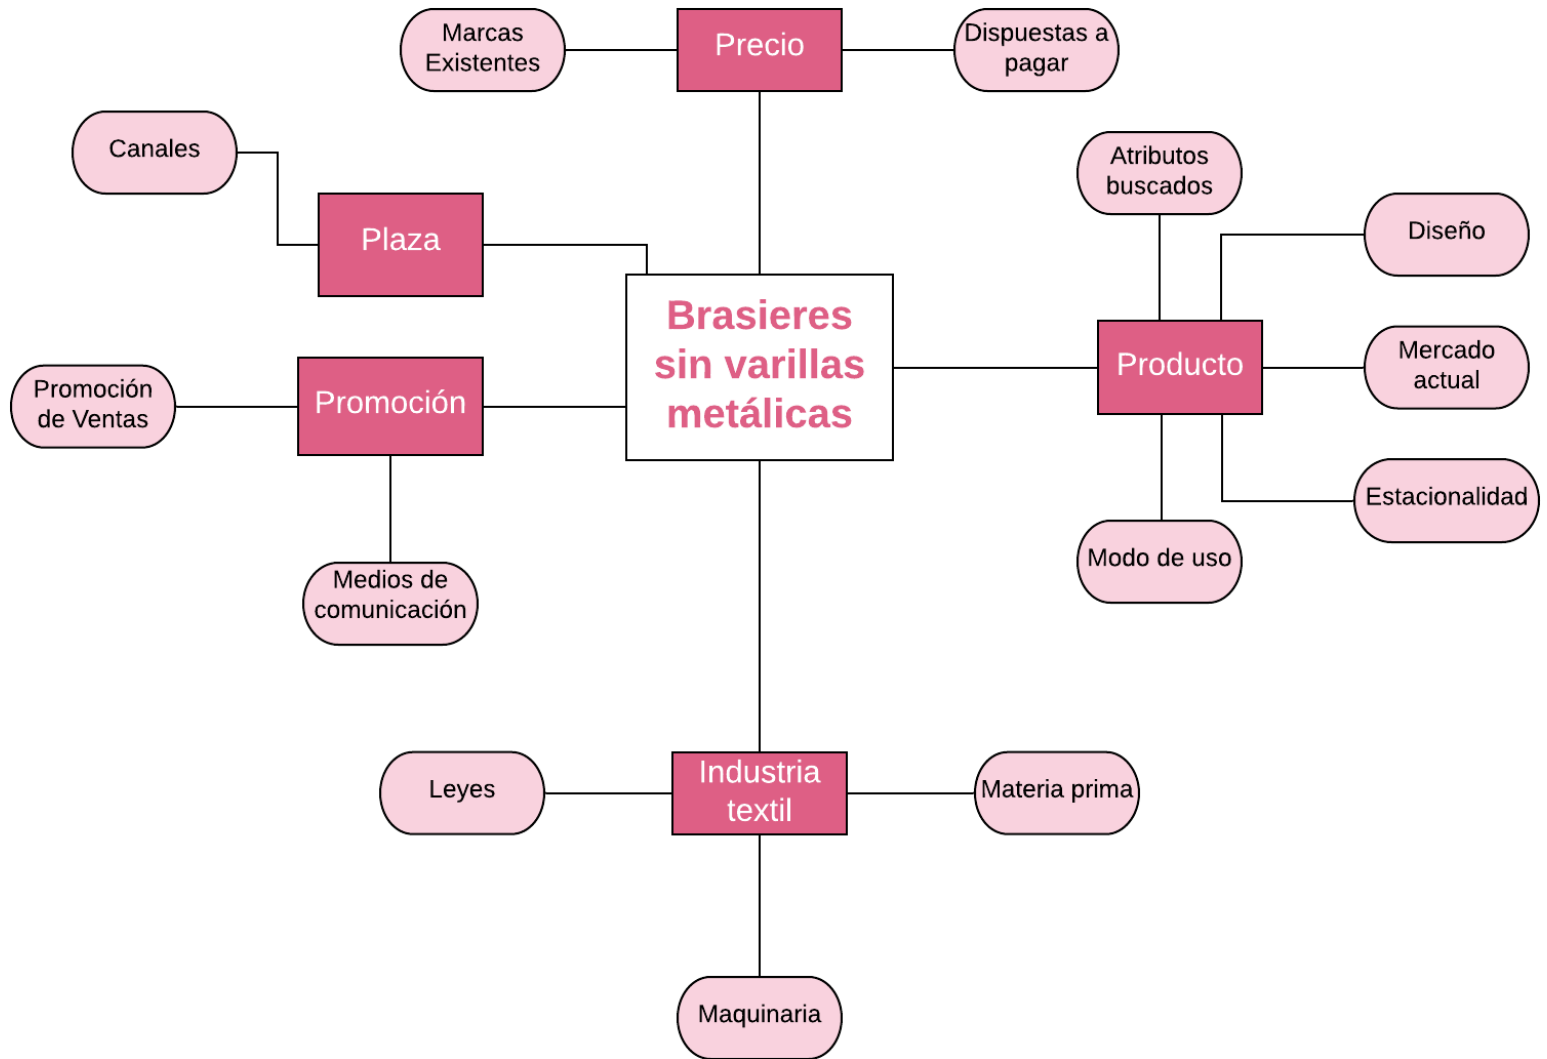 Marcas
Existentes
Precio
Dispuestas a
pagar
Canales
Plaza
Atributos
buscados
Diseño
Brasieres
sin varillas
metálicas
Producto
Mercado
actual
Promoción
de Ventas
Promoción
Estacionalidad
Modo de uso
Medios de
comunicación
Leyes
Industria
textil
Materia prima
Maquinaria